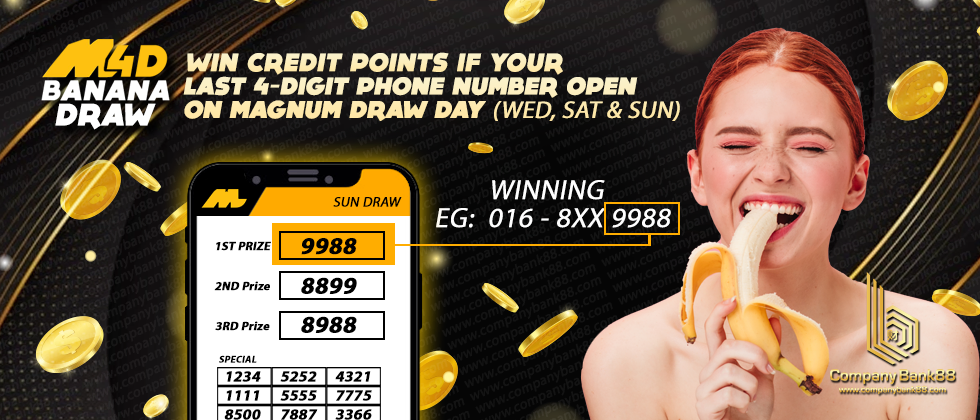 M4D
BANANA
DRAW
WIN CREDIT POINTS IF YOUR
LAST 4-DIGIT PHONE NUMBER OPEN
ON MAGNUM DRAW DAY (WED, SAT & SUN)
SUN DRAW
1ST PRIZE 9988
2ND Prize 8899
3RD Prize 8988
SPECIAL
1234 5252 4321
1111 5555 7775
8500 7887 3366
WINNING
EG: 016 - 8XX 9988
Company Bank88
www.companybank88.com